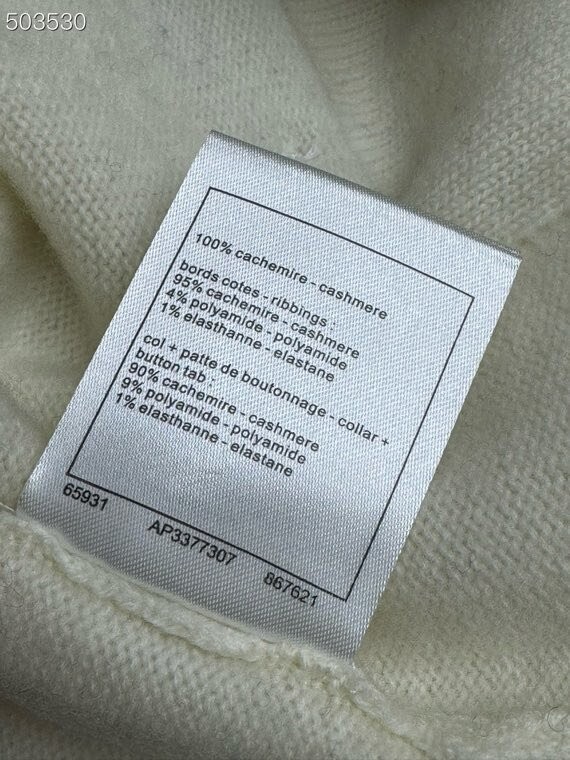 503530
100% cachemire - cashmere
bords cotes - ribbings :
95% cachemire - cashmere
4% polyamide - polyamide
1% elasthanne - elastane
col + patte de boutonnage - collar +
button tab :
90% cachemire - cashmere
9% polyamide - polyamide
1% elasthanne - elastane
65931 AP3377307 867621